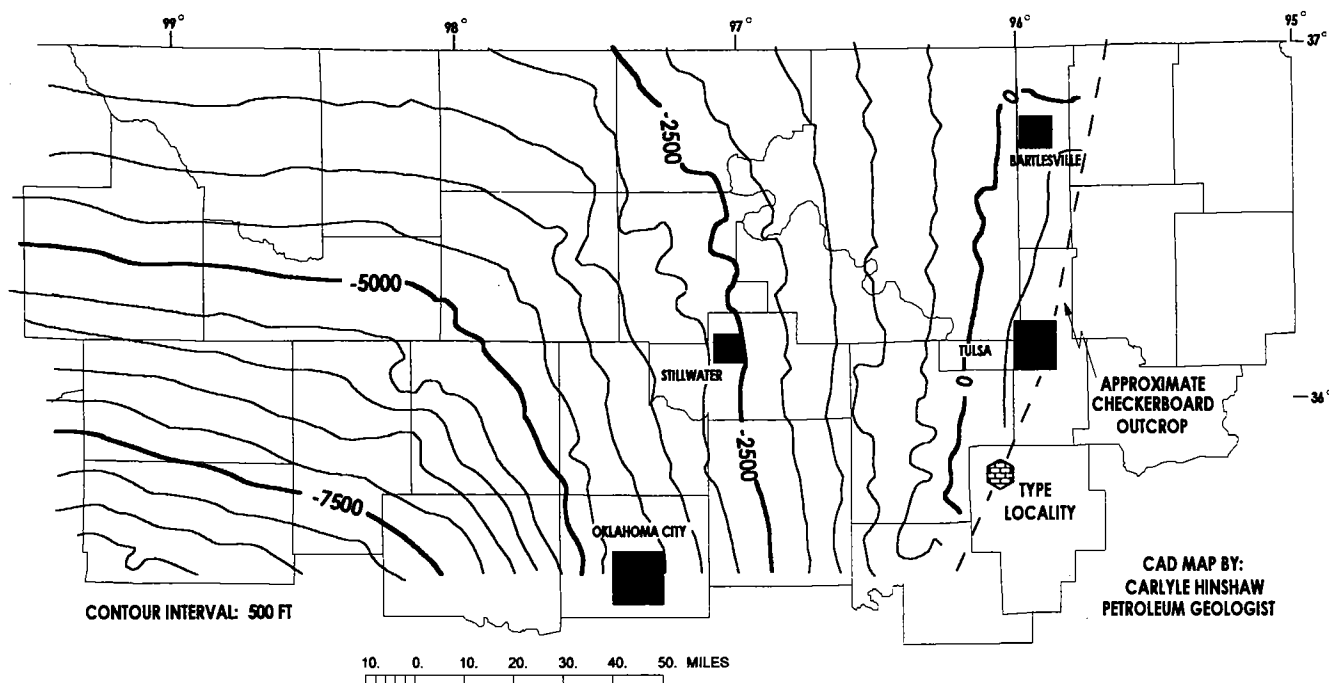 99°
98°
97°
96°
95°
37°
0
-2500
BARTLESVILLE
-5000
STILLWATER
TULSA
0
36°
APPROXIMATE
CHECKERBOARD
OUTCROP
-2500
-7500
TYPE
LOCALITY
OKLAHOMA CITY
CONTOUR INTERVAL: 500 FT
CAD MAP BY:
CARLYLE HINSHAW
PETROLEUM GEOLOGIST
10. 0. 10. 20. 30. 40. 50. MILES